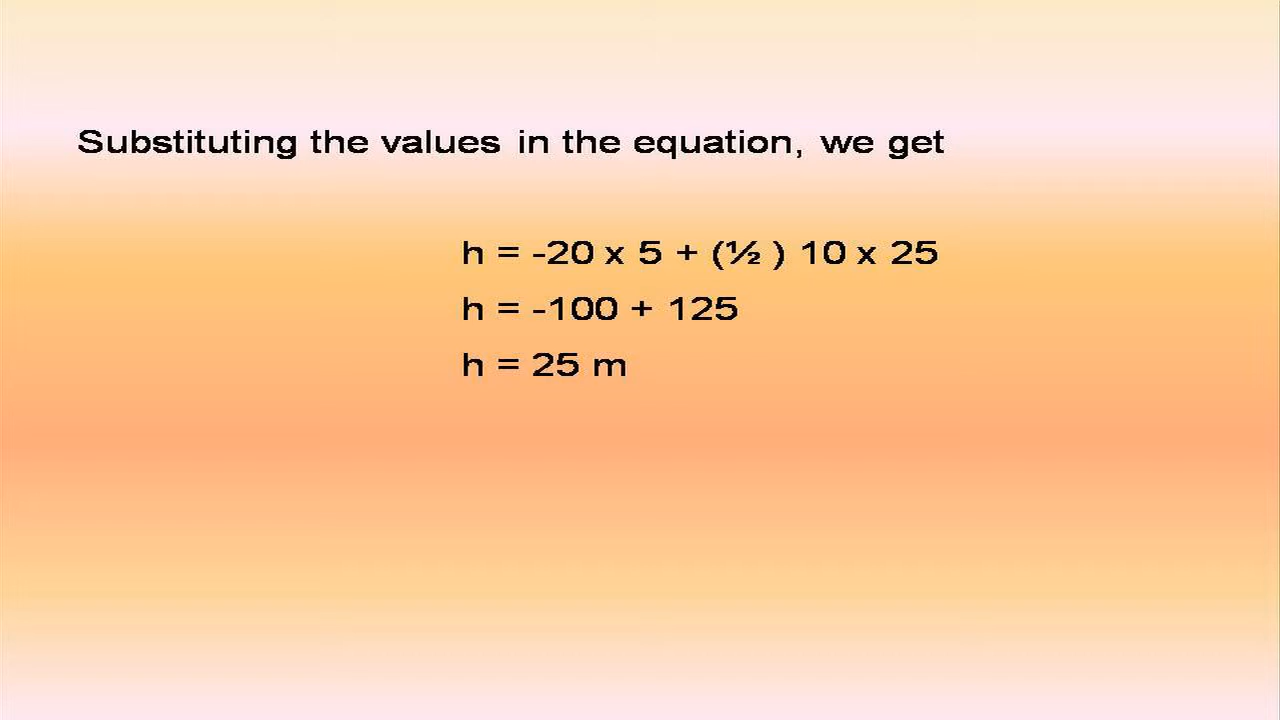 Substituting the values in the equation, we get
h = -20 x 5 + (½ ) 10 x 25
h = -100 + 125
h = 25 m